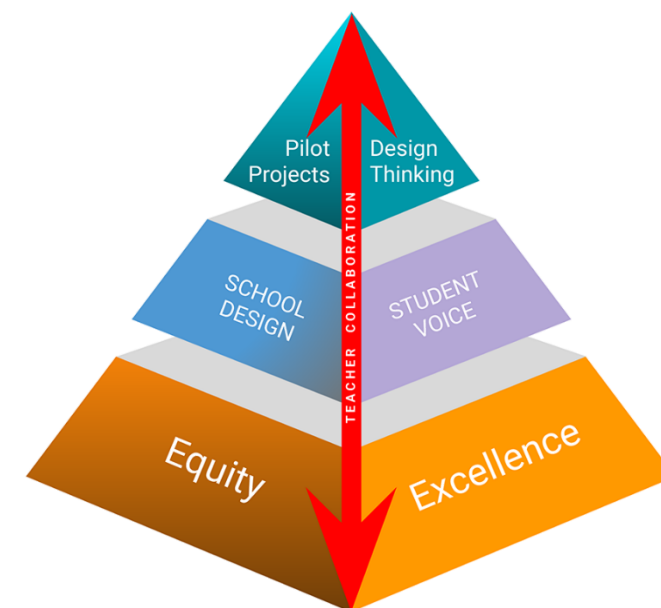 Pilot
Projects
Design
Thinking
TEACHER COLLABORATION
SCHOOL
DESIGN
STUDENT
VOICE
Equity
Excellence